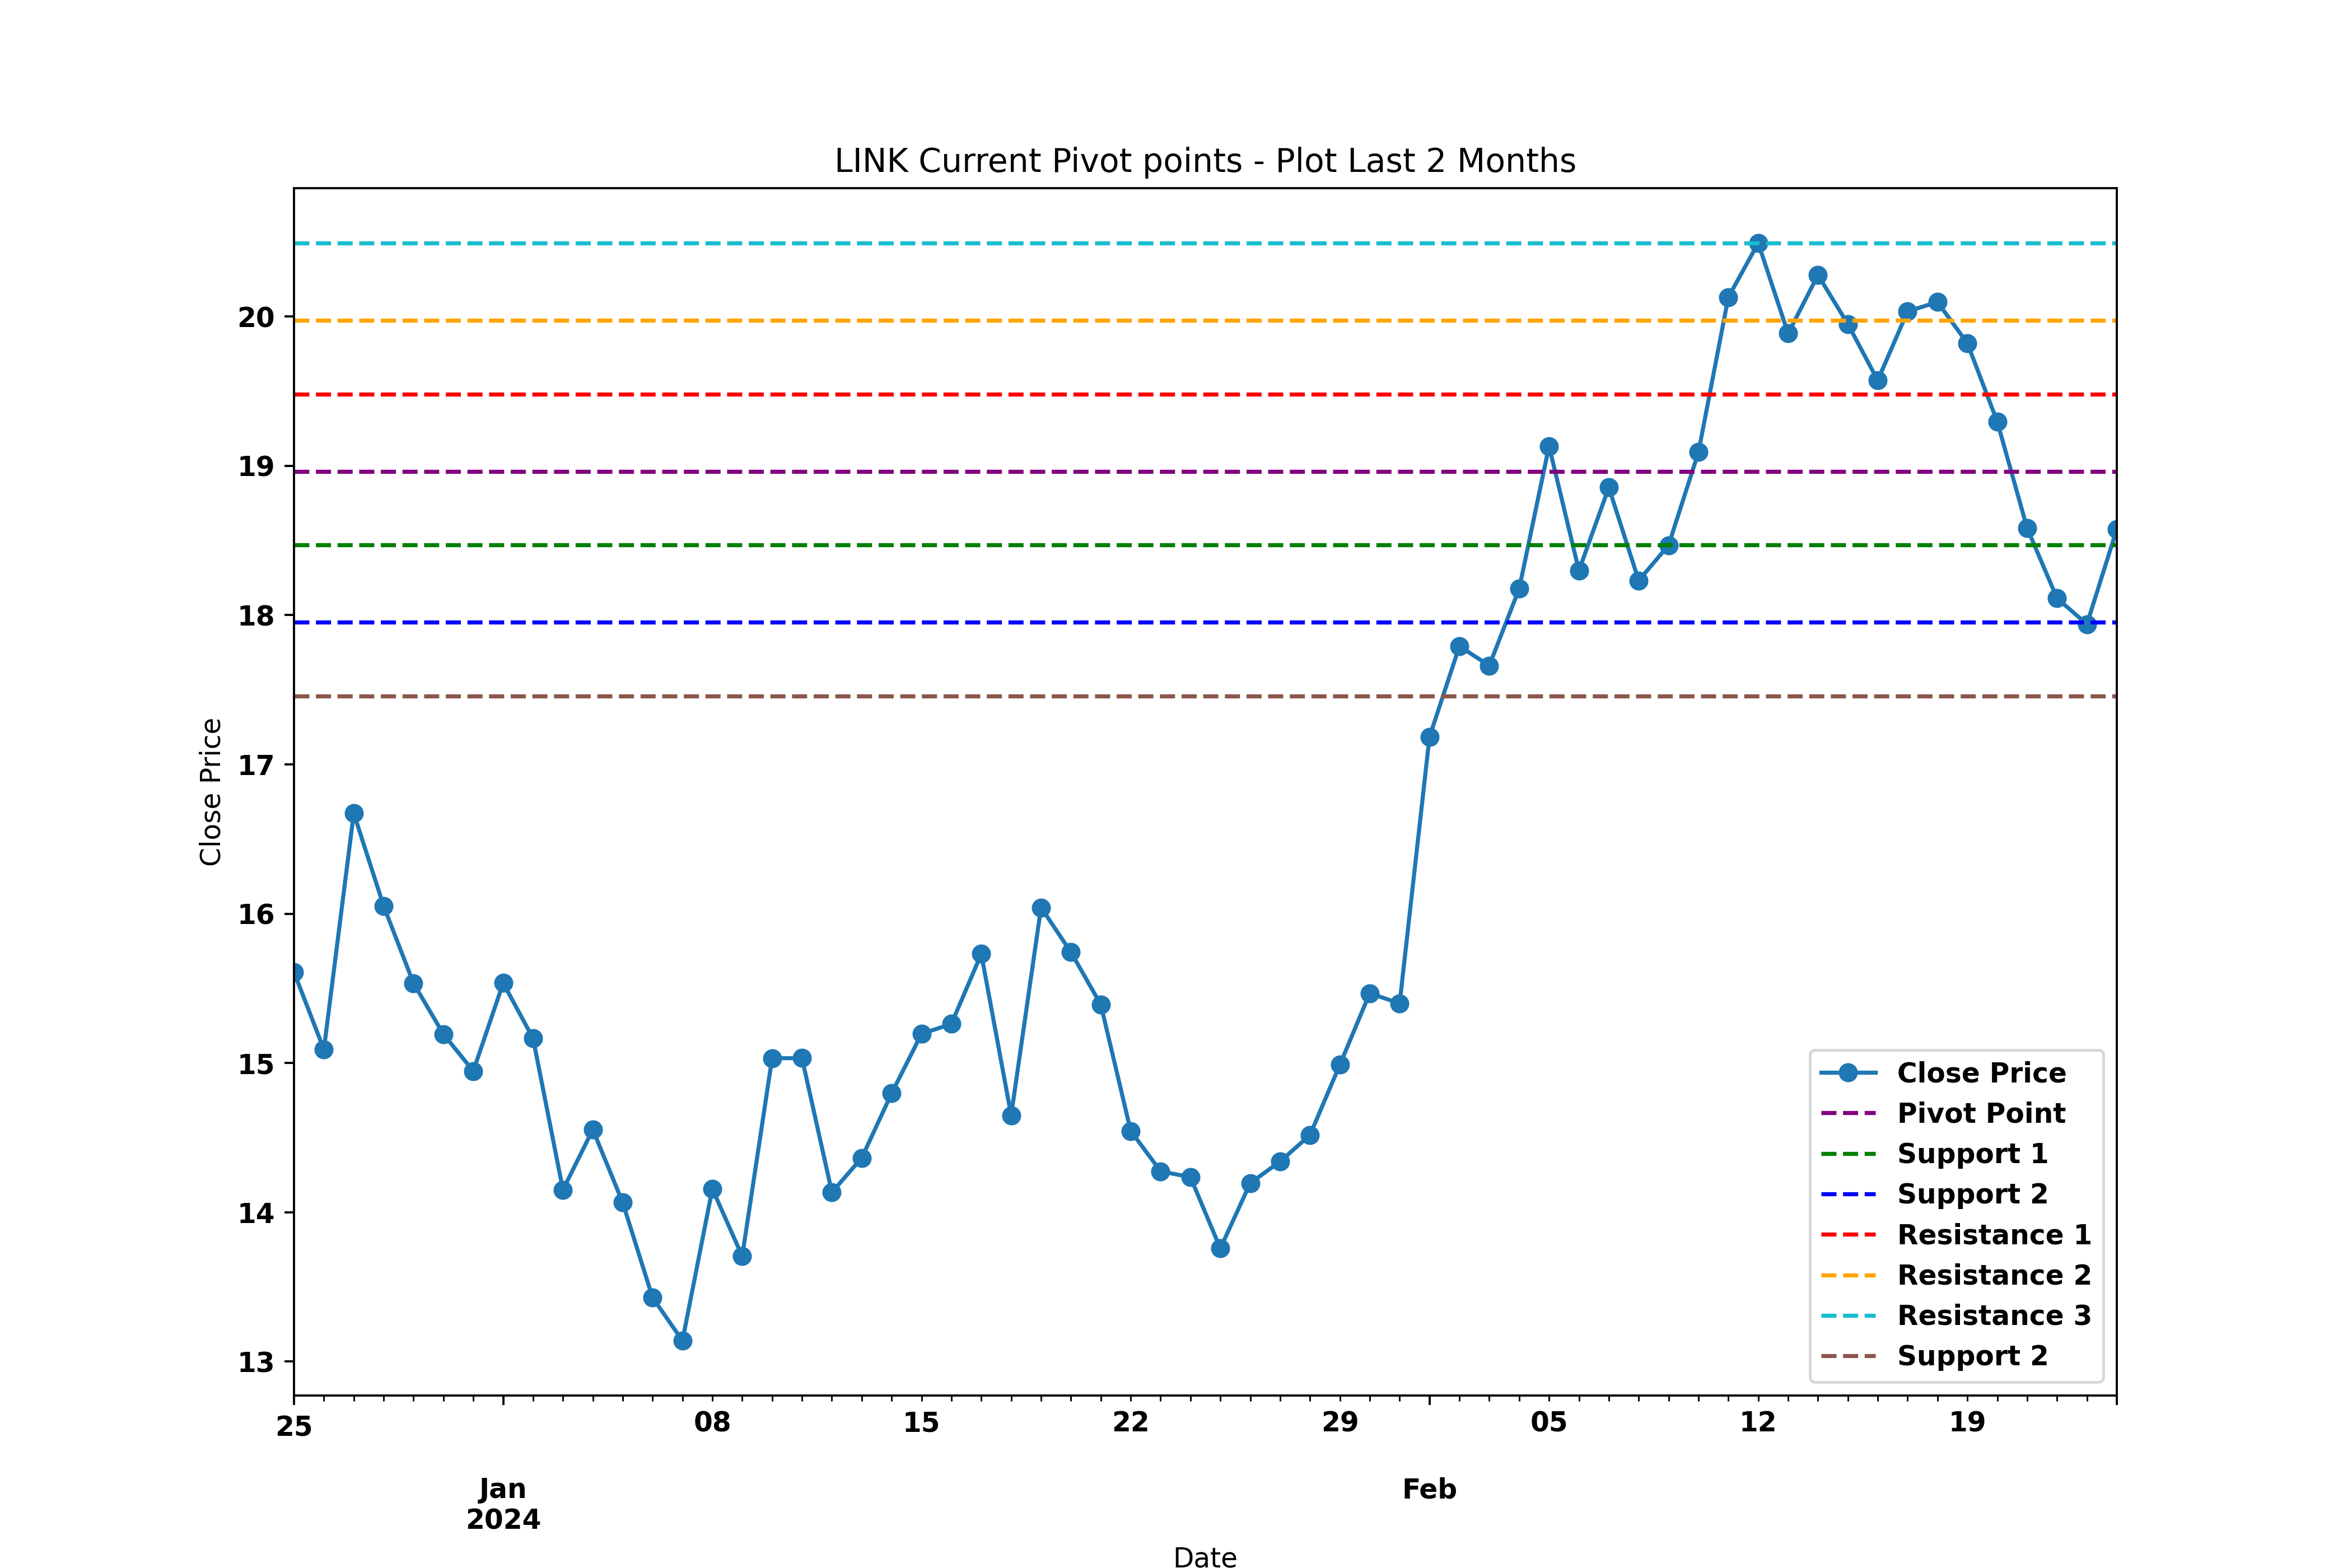 LINK Current Pivot points - Plot Last 2 Months
20
19
18
17
16
15
14
13
Close Price
Close Price
Pivot Point
Support 1
Support 2
Resistance 1
Resistance 2
Resistance 3
Support 2
25 08 15 22 29 05 12 19
Jan Feb
2024
Date